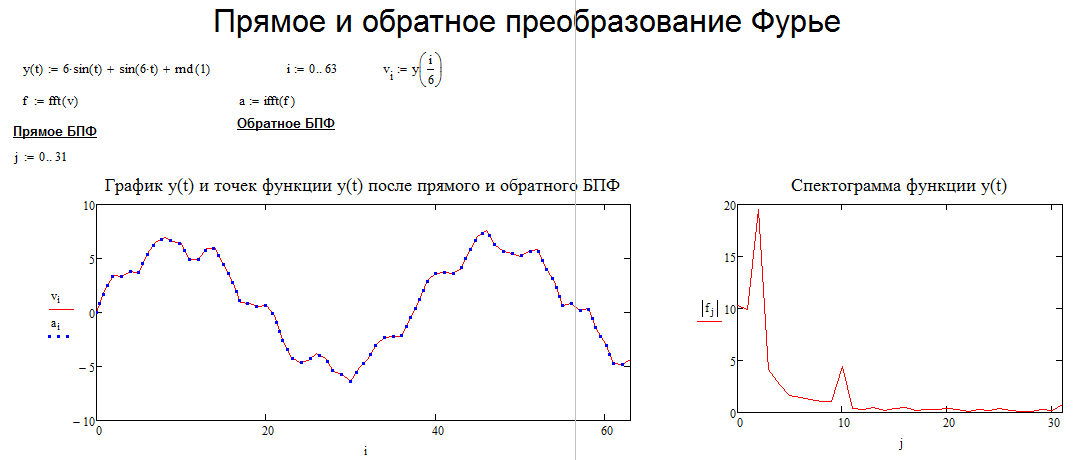 Прямое и обратное преобразование Фурье
y(t) := 6·sin(t) + sin(6·t) + rnd(1) i := 0.. 63 v_i := y(i/6)
f := fft(v) a := ifft(f)
Прямое БПФ Обратное БПФ
j := 0.. 31
График y(t) и точек функции y(t) после прямого и обратного БПФ
10
5
0
−5
−10
v_i
a_i
0 20 40 60
i
Спектограмма функции y(t)
20
15
10
5
0
|f_j|
0 10 20 30
j